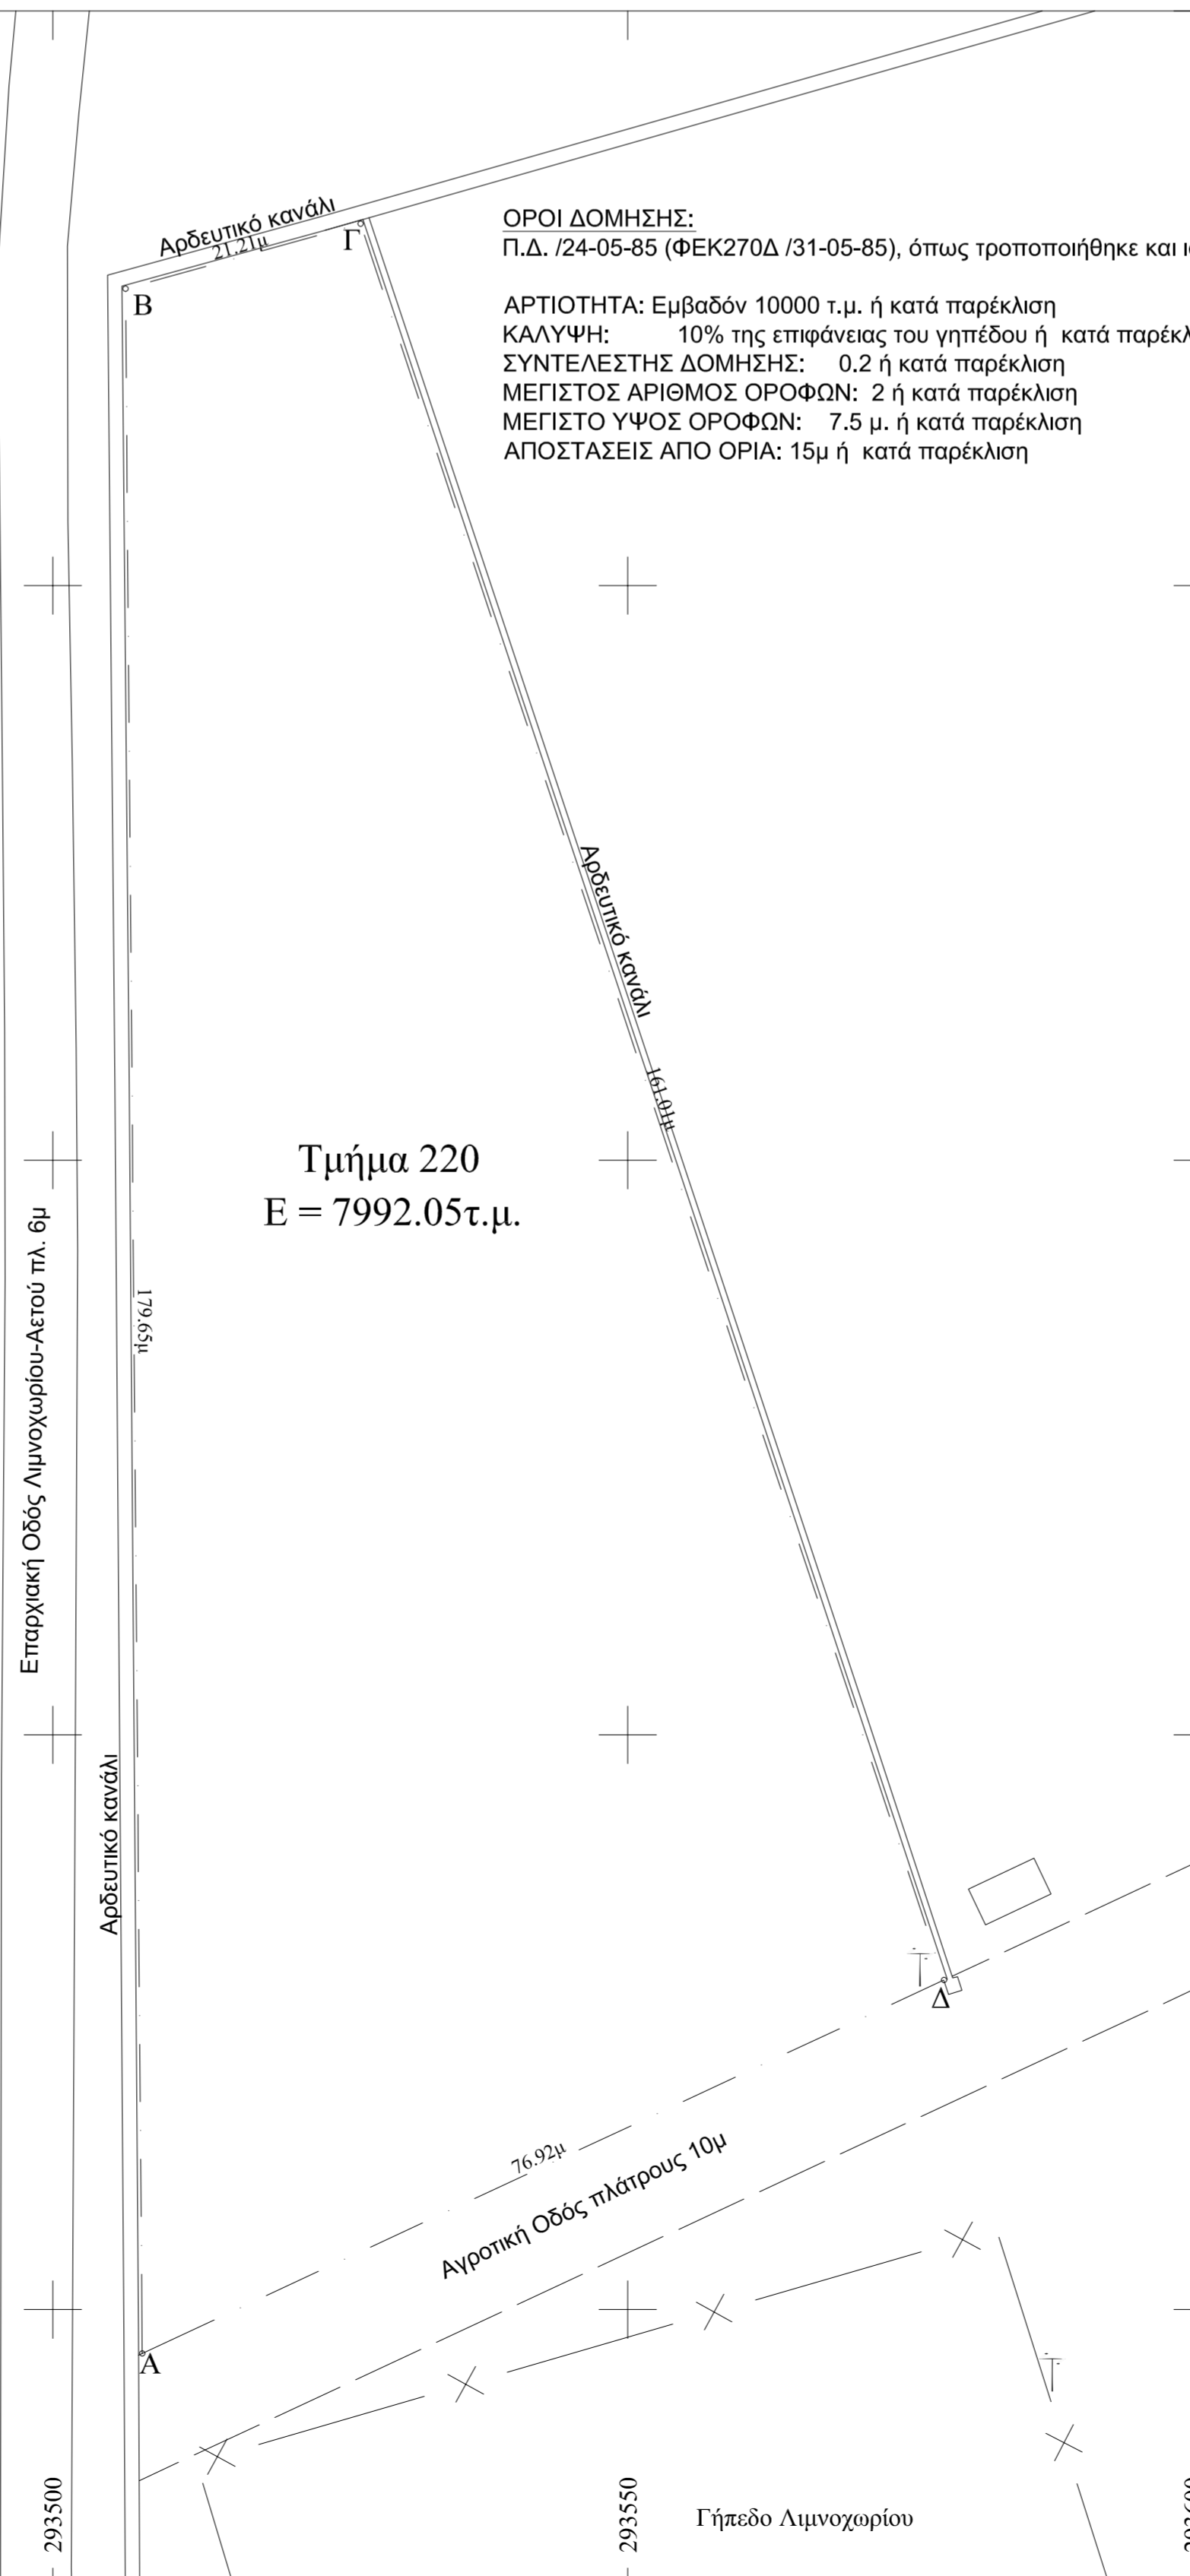 Αρδευτικό κανάλι
21.21μ
Γ
Β
ΟΡΟΙ ΔΟΜΗΣΗΣ:
Π.Δ. /24-05-85 (ΦΕΚ270Δ /31-05-85), όπως τροποποιήθηκε και
ΑΡΤΙΟΤΗΤΑ: Εμβαδόν 10000 τ.μ. ή κατά παρέκλιση
ΚΑΛΥΨΗ: 10% της επιφάνειας του γηπέδου ή κατά
ΣΥΝΤΕΛΕΣΤΗΣ ΔΟΜΗΣΗΣ: 0.2 ή κατά παρέκλιση
ΜΕΓΙΣΤΟΣ ΑΡΙΘΜΟΣ ΟΡΟΦΩΝ: 2 ή κατά παρέκλιση
ΜΕΓΙΣΤΟ ΥΨΟΣ ΟΡΟΦΩΝ: 7.5 μ. ή κατά παρέκλιση
ΑΠΟΣΤΑΣΕΙΣ ΑΠΟ ΟΡΙΑ: 15μ ή κατά παρέκλιση
Αρδευτικό κανάλι
161.01μ
Τμήμα 220
Ε = 7992.05τ.μ.
Επαρχιακή Οδός Λιμνοχωρίου-Αετού πλ. 6μ
179.65μ
Αρδευτικό κανάλι
Δ
76.92μ
Αγροτική Οδός πλάτρους 10μ
Α
293500
293550
Γήπεδο Λιμνοχωρίου